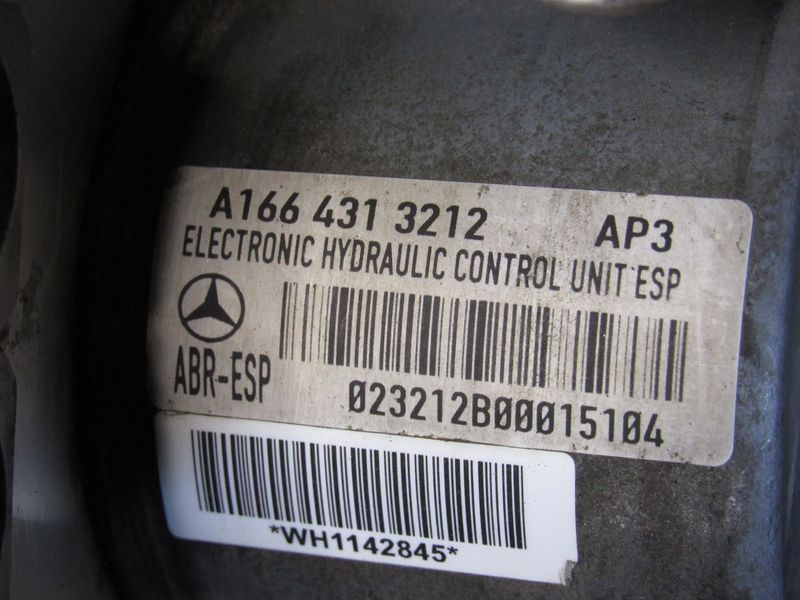 A166 431 3212 AP3
ELECTRONIC HYDRAULIC CONTROL UNIT ESP
ABR-ESP
023212B00015104
*WH1142845*